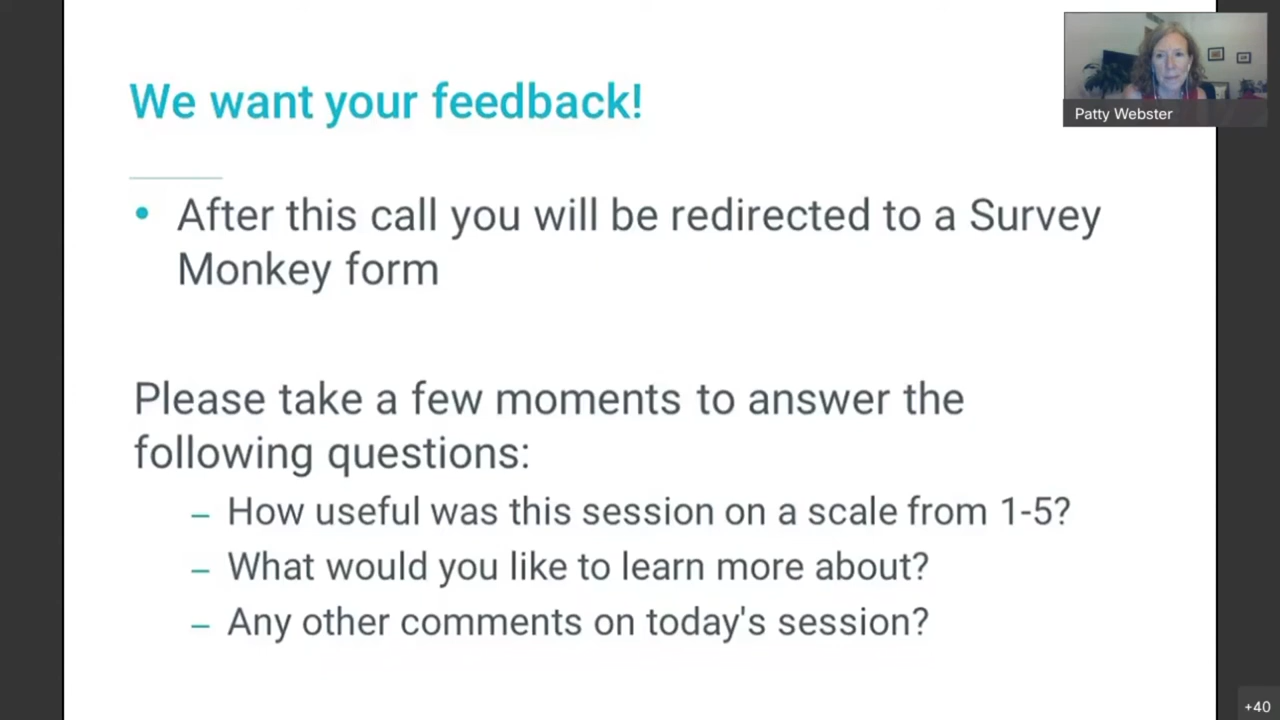 We want your feedback!
Patty Webster
• After this call you will be redirected to a Survey
Monkey form
Please take a few moments to answer the
following questions:
– How useful was this session on a scale from 1-5?
– What would you like to learn more about?
– Any other comments on today's session?
+40